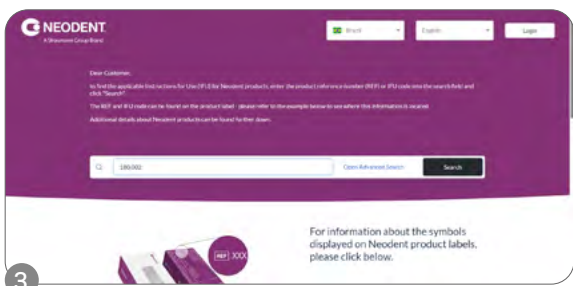 NEODENT
A Straumann Group Brand
Brazil
English
Login
Dear Customer,
to find the applicable Instructions for Use (IFU) for Neodent products, enter the product reference number (REF) or IFU code into the search field and
click "Search".
The REF and IFU code can be found on the product label - please refer to the example below to see where this information is located.
Additional details about Neodent products can be found further down.
Open Advanced Search
Search
REF XXX
For information about the symbols
displayed on Neodent product labels,
please click below.
3